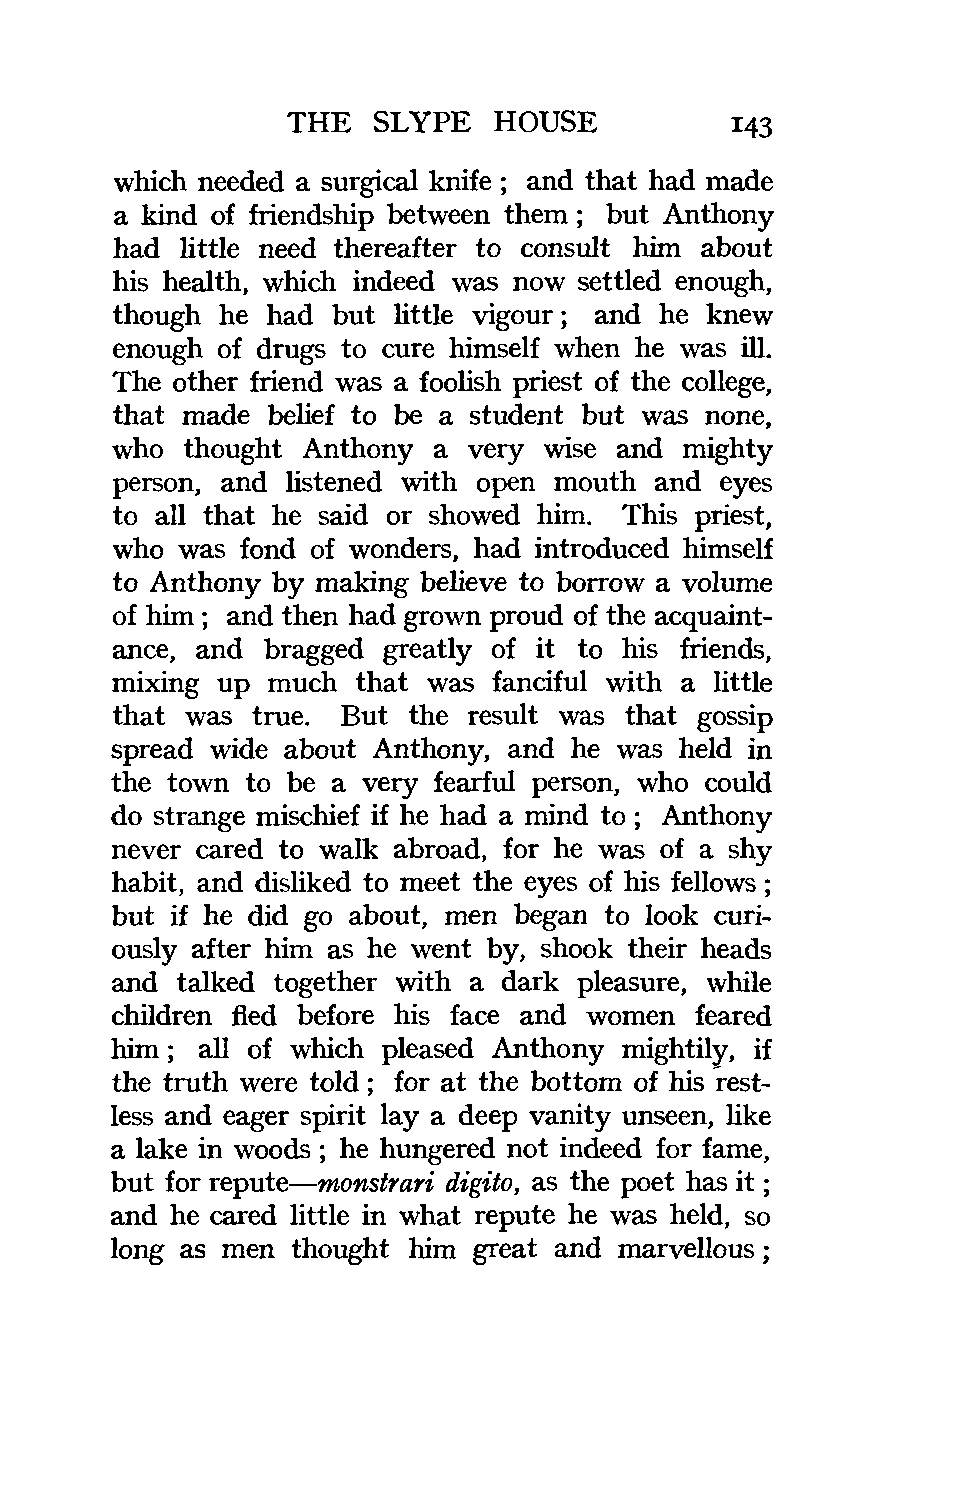 THE SLYPE HOUSE 143
which needed a surgical knife ; and that had made
a kind of friendship between them ; but Anthony
had little need thereafter to consult him about
his health, which indeed was now settled enough,
though he had but little vigour ; and he knew
enough of drugs to cure himself when he was ill.
The other friend was a foolish priest of the college,
that made belief to be a student but was none,
who thought Anthony a very wise and mighty
person, and listened with open mouth and eyes
to all that he said or showed him. This priest,
who was fond of wonders, had introduced himself
to Anthony by making believe to borrow a volume
of him ; and then had grown proud of the acquaint-
ance, and bragged greatly of it to his friends,
mixing up much that was fanciful with a little
that was true. But the result was that gossip
spread wide about Anthony, and he was held in
the town to be a very fearful person, who could
do strange mischief if he had a mind to ; Anthony
never cared to walk abroad, for he was of a shy
habit, and disliked to meet the eyes of his fellows ;
but if he did go about, men began to look curi-
ously after him as he went by, shook their heads
and talked together with a dark pleasure, while
children fled before his face and women feared
him ; all of which pleased Anthony mightily, if
the truth were told ; for at the bottom of his rest-
less and eager spirit lay a deep vanity unseen, like
a lake in woods ; he hungered not indeed for fame,
but for repute—monstrari digito, as the poet has it ;
and he cared little in what repute he was held, so
long as men thought him great and marvellous ;